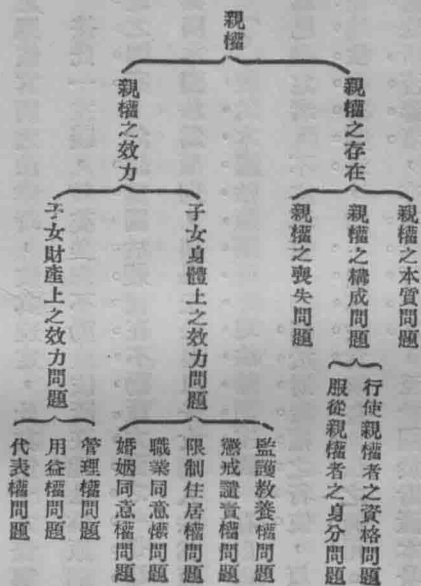 親權
親權之存在
親權之本質問題
親權之構成問題
行使親權者之資格問題
服從親權者之身分問題
親權之喪失問題
親權之效力
子女身體上之效力問題
監護教養權問題
懲戒譴責權問題
限制住居權問題
職業同意權問題
婚姻同意權問題
子女財產上之效力問題
管理權問題
用益權問題
代表權問題